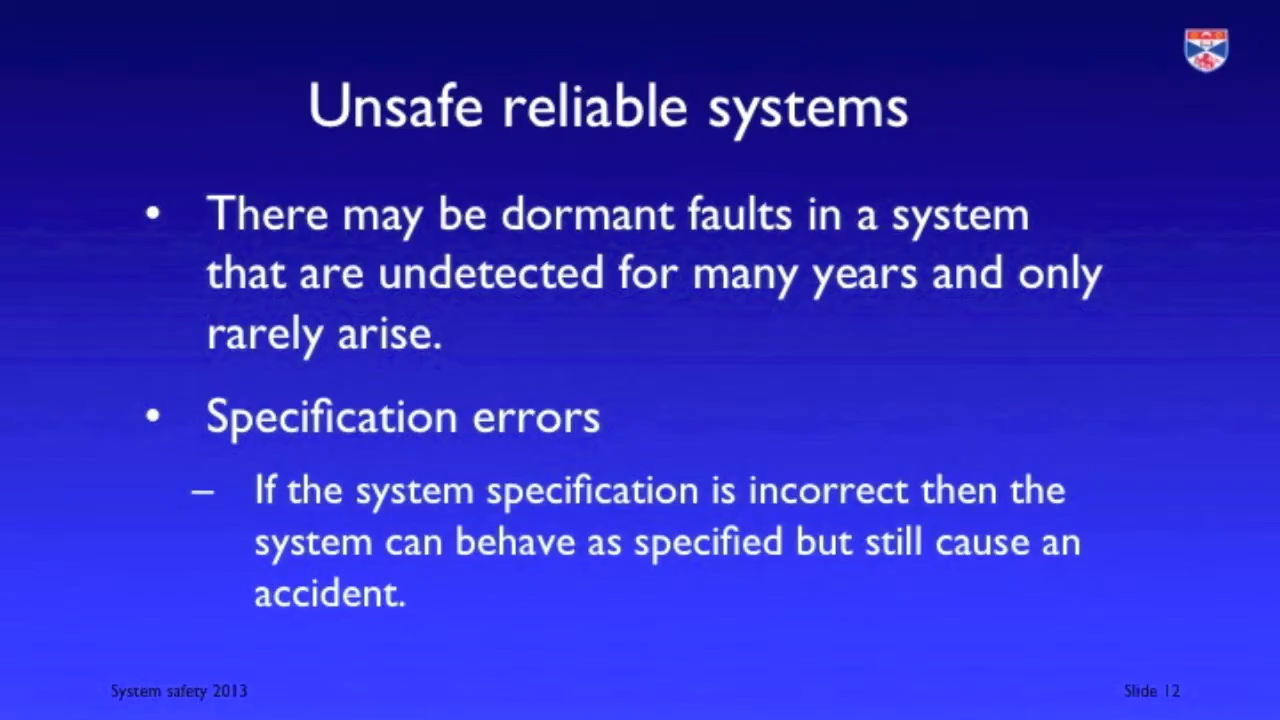 Unsafe reliable systems
• There may be dormant faults in a system
that are undetected for many years and only
rarely arise.
• Specification errors
– If the system specification is incorrect then the
system can behave as specified but still cause an
accident.
System safety 2013
Slide 12